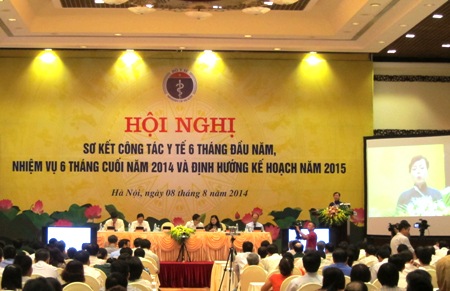 HỘI NGHỊ
SƠ KẾT CÔNG TÁC Y TẾ 6 THÁNG ĐẦU NĂM,
NHIỆM VỤ 6 THÁNG CUỐI NĂM 2014 VÀ ĐỊNH HƯỚNG KẾ HOẠCH NĂM 2015
Hà Nội, ngày 08 tháng 8 năm 2014